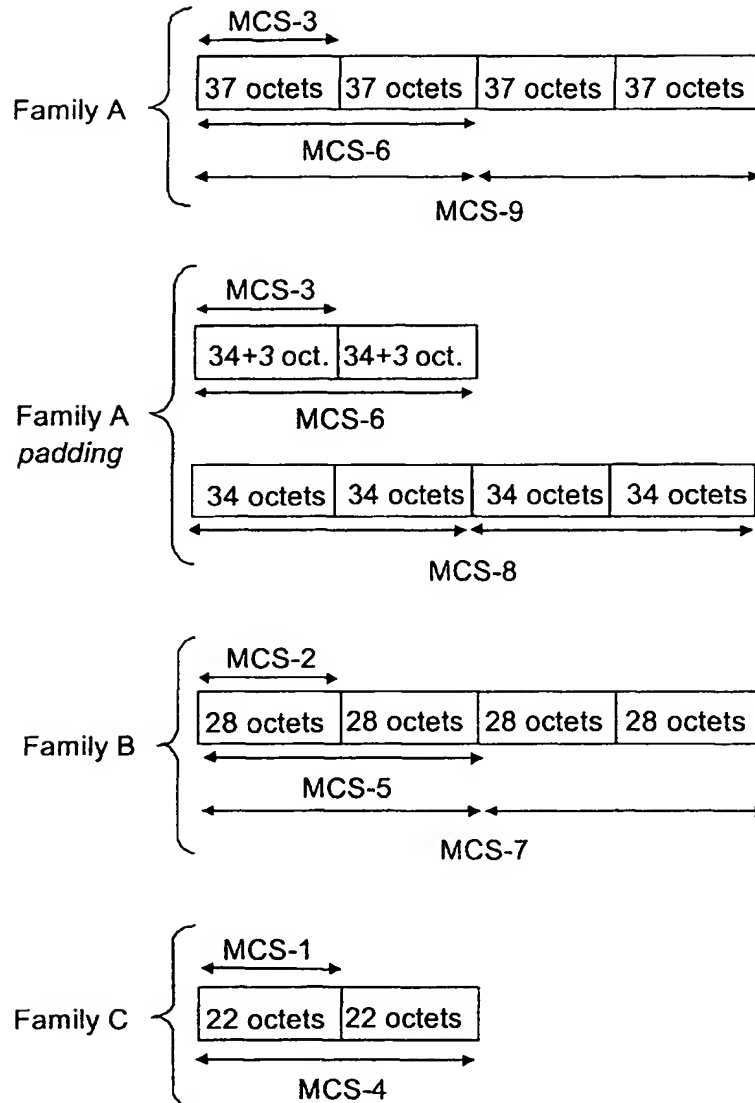 MCS-3
Family A
37 octets 37 octets 37 octets 37 octets
MCS-6
MCS-9
MCS-3
34+3 oct. 34+3 oct.
MCS-6
Family A
padding
34 octets 34 octets 34 octets 34 octets
MCS-8
MCS-2
Family B
28 octets 28 octets 28 octets 28 octets
MCS-5
MCS-7
MCS-1
Family C
22 octets 22 octets
MCS-4